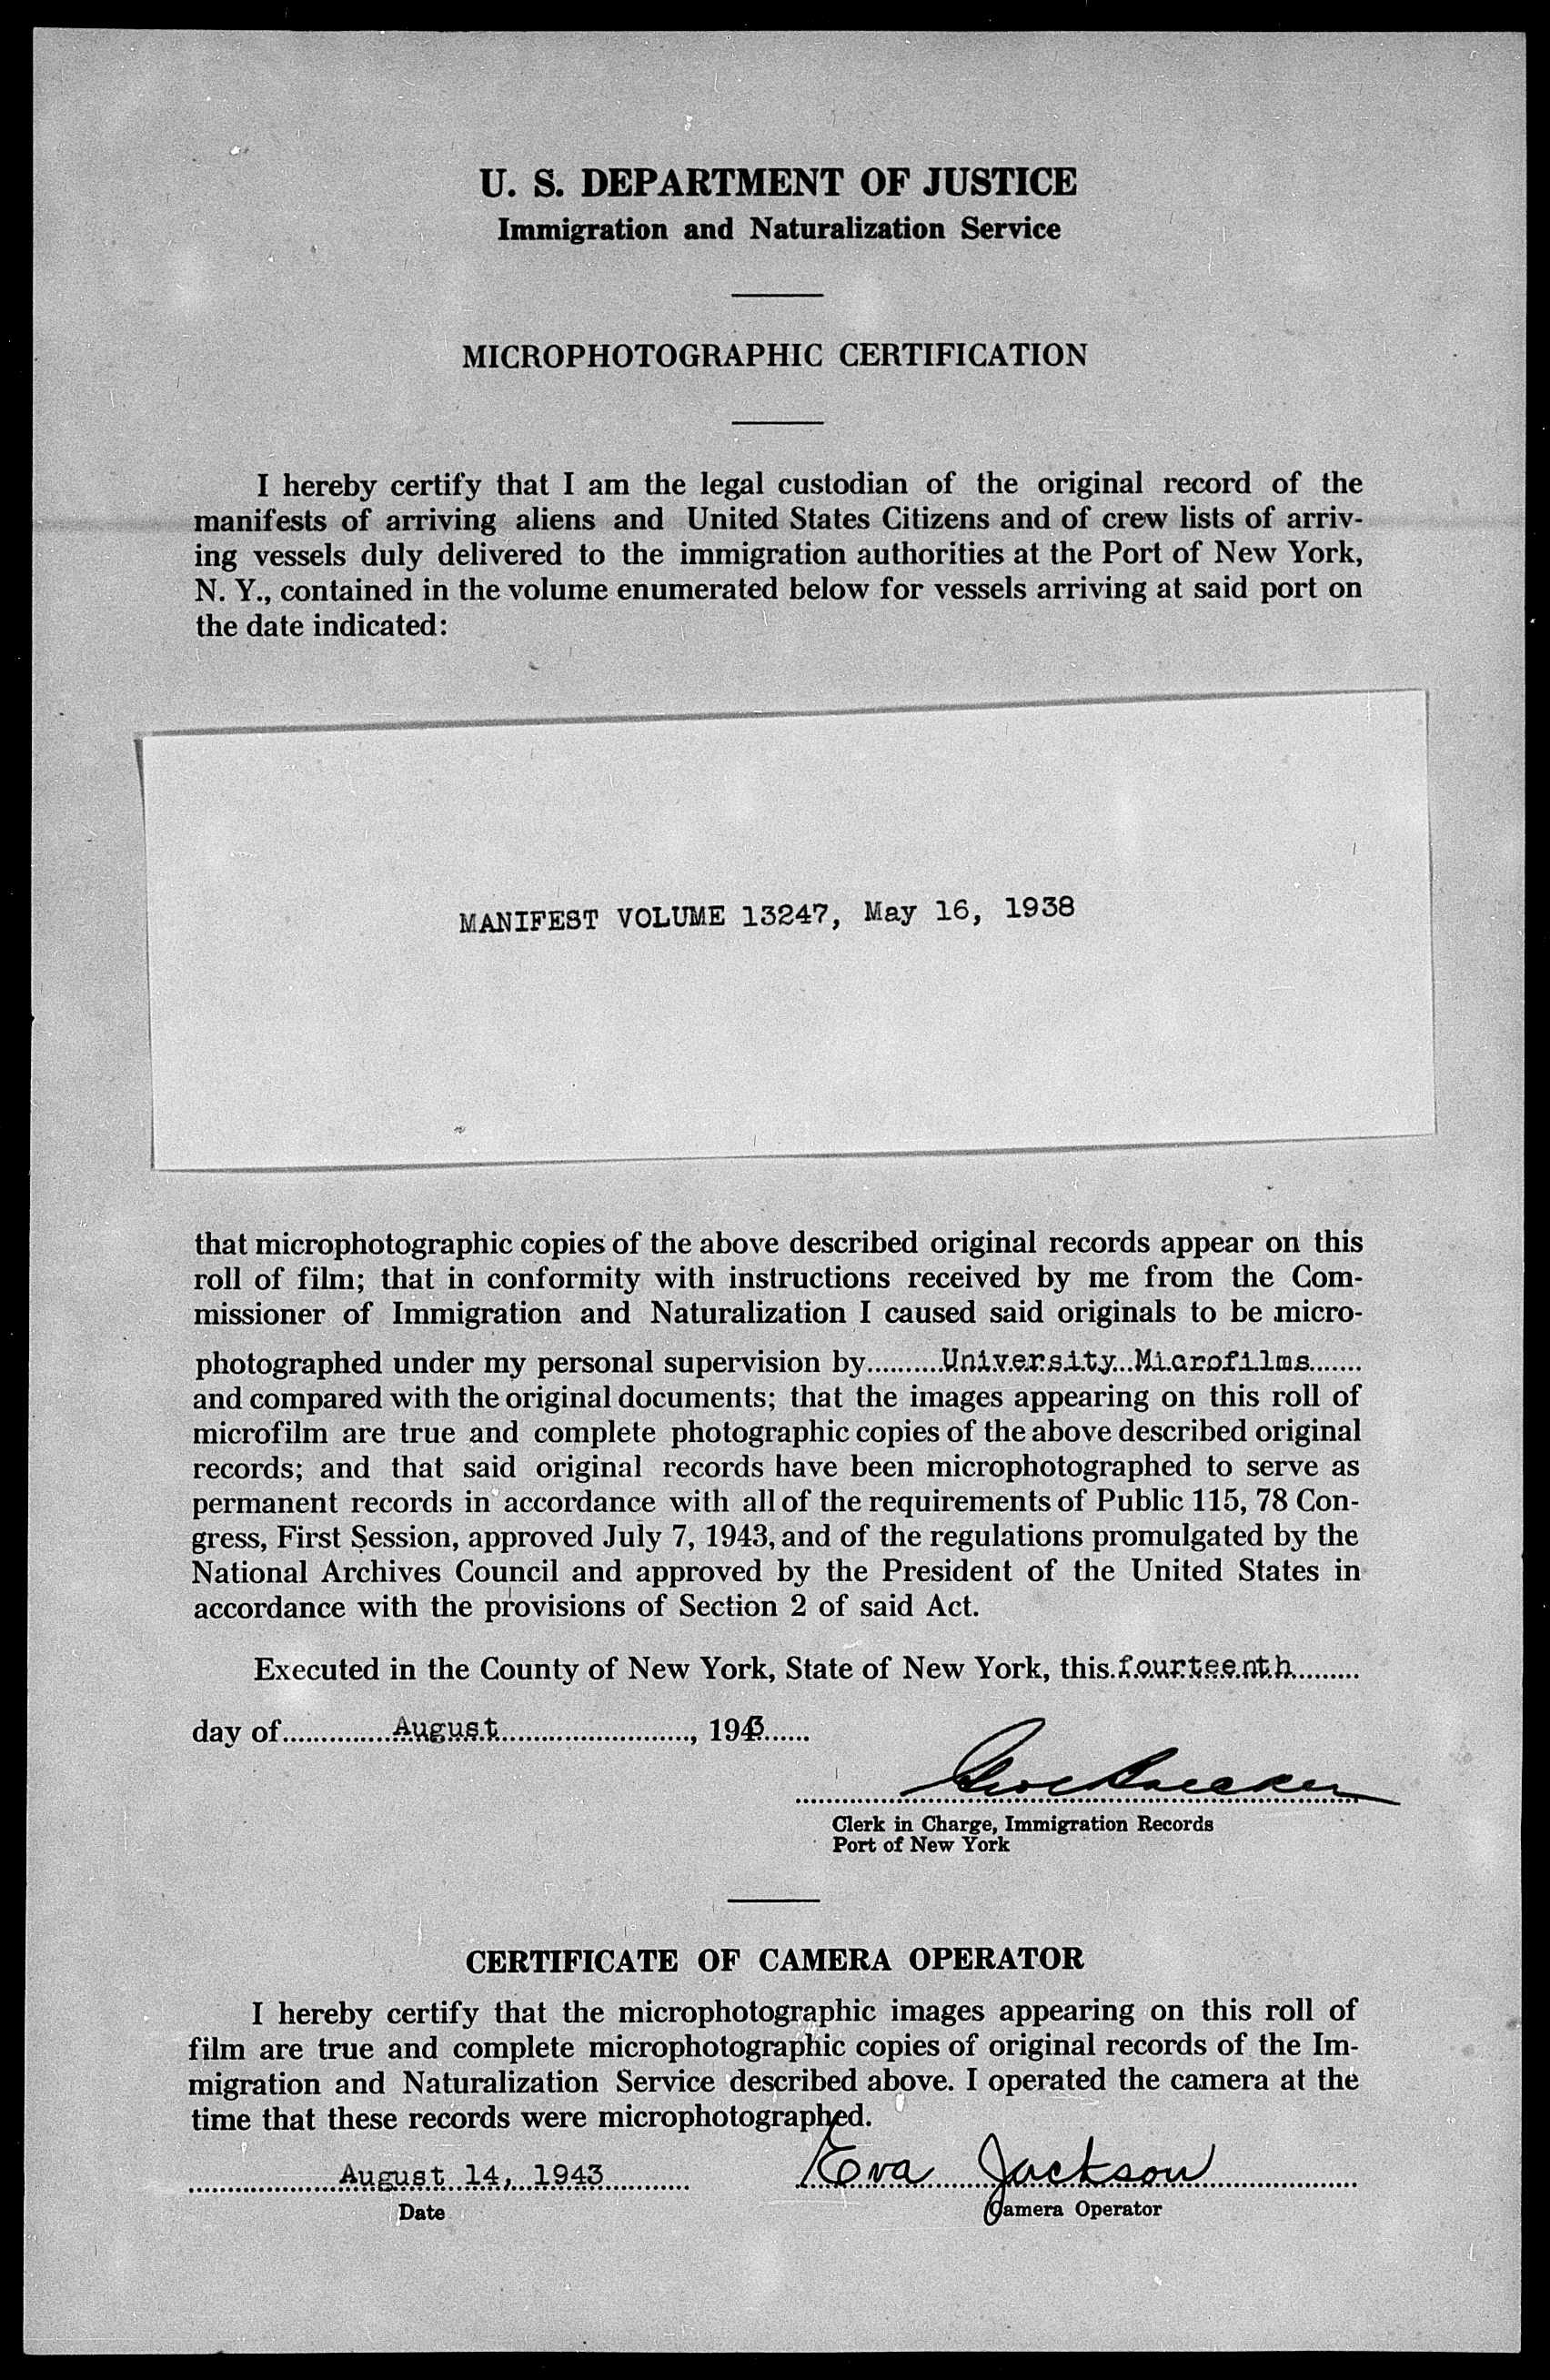 U. S. DEPARTMENT OF JUSTICE
Immigration and Naturalization Service
MICROPHOTOGRAPHIC CERTIFICATION
I hereby certify that I am the legal custodian of the original record of the
manifests of arriving aliens and United States Citizens and of crew lists of arriv-
ing vessels duly delivered to the immigration authorities at the Port of New York,
N. Y., contained in the volume enumerated below for vessels arriving at said port on
the date indicated:
MANIFEST VOLUME 13247, May 16, 1938
that microphotographic copies of the above described original records appear on this
roll of film; that in conformity with instructions received by me from the Com-
missioner of Immigration and Naturalization I caused said originals to be micro-
photographed under my personal supervision by University Microfilms
and compared with the original documents; that the images appearing on this roll of
microfilm are true and complete photographic copies of the above described original
records; and that said original records have been microphotographed to serve as
permanent records in accordance with all of the requirements of Public 115, 78 Con-
gress, First Session, approved July 7, 1943, and of the regulations promulgated by the
National Archives Council and approved by the President of the United States in
accordance with the provisions of Section 2 of said Act.
Executed in the County of New York, State of New York, this fourteenth
day of August, 1943
Clerk in Charge, Immigration Records
Port of New York
CERTIFICATE OF CAMERA OPERATOR
I hereby certify that the microphotographic images appearing on this roll of
film are true and complete microphotographic copies of original records of the Im-
migration and Naturalization Service described above. I operated the camera at the
time that these records were microphotographed.
August 14, 1943 Eva Jackson
Date Camera Operator